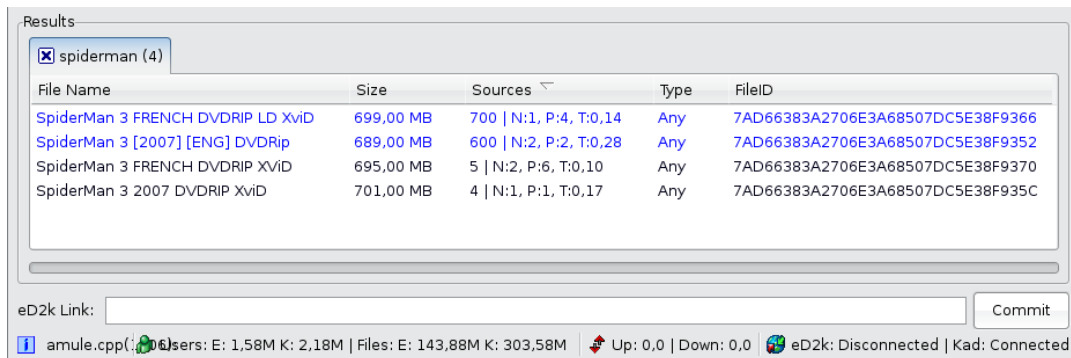 Results
spiderman (4)
File Name Size Sources Type FileID
SpiderMan 3 FRENCH DVDRIP LD XviD 699,00 MB 700 | N:1, P:4, T:0,14 Any 7AD66383A2706E3A68507DC5E38F9366
SpiderMan 3 [2007] [ENG] DVDRip 689,00 MB 600 | N:2, P:2, T:0,28 Any 7AD66383A2706E3A68507DC5E38F9352
SpiderMan 3 FRENCH DVDRIP XViD 695,00 MB 5 | N:2, P:6, T:0,10 Any 7AD66383A2706E3A68507DC5E38F9370
SpiderMan 3 2007 DVDRIP XviD 701,00 MB 4 | N:1, P:1, T:0,17 Any 7AD66383A2706E3A68507DC5E38F935C
eD2k Link: Commit
amule.cpp( Users: E: 1,58M K: 2,18M | Files: E: 143,88M K: 303,58M Up: 0,0 | Down: 0,0 eD2k: Disconnected | Kad: Connected